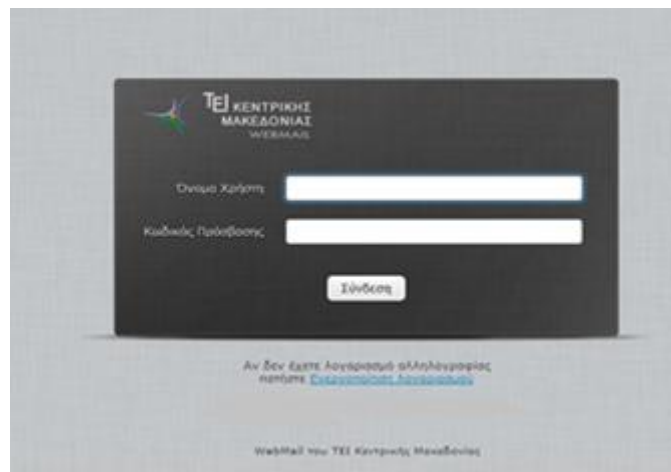 ΤΕΙ ΚΕΝΤΡΙΚΗΣ
ΜΑΚΕΔΟΝΙΑΣ
WEBMAIL
Όνομα Χρήστη
Κωδικός Πρόσβασης
Σύνδεση
Αν δεν έχετε λογαριασμό αλληλογραφίας
πατήστε Ενεργοποίηση Λογαριασμού
WebMail του ΤΕΙ Κεντρικής Μακεδονίας